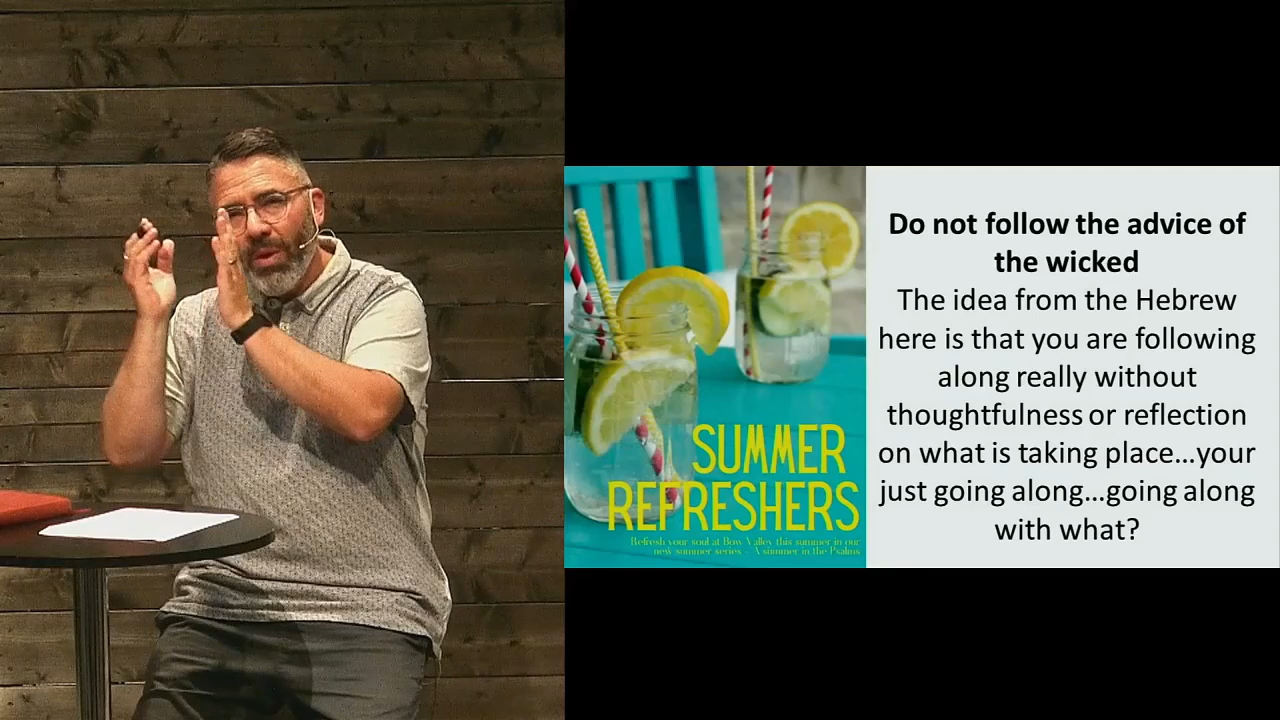 SUMMER
REFRESHERS
Refresh your soul at Bow Valley this summer in our
new summer series - A summer in the Psalms
Do not follow the advice of
the wicked
The idea from the Hebrew
here is that you are following
along really without
thoughtfulness or reflection
on what is taking place...your
just going along...going along
with what?